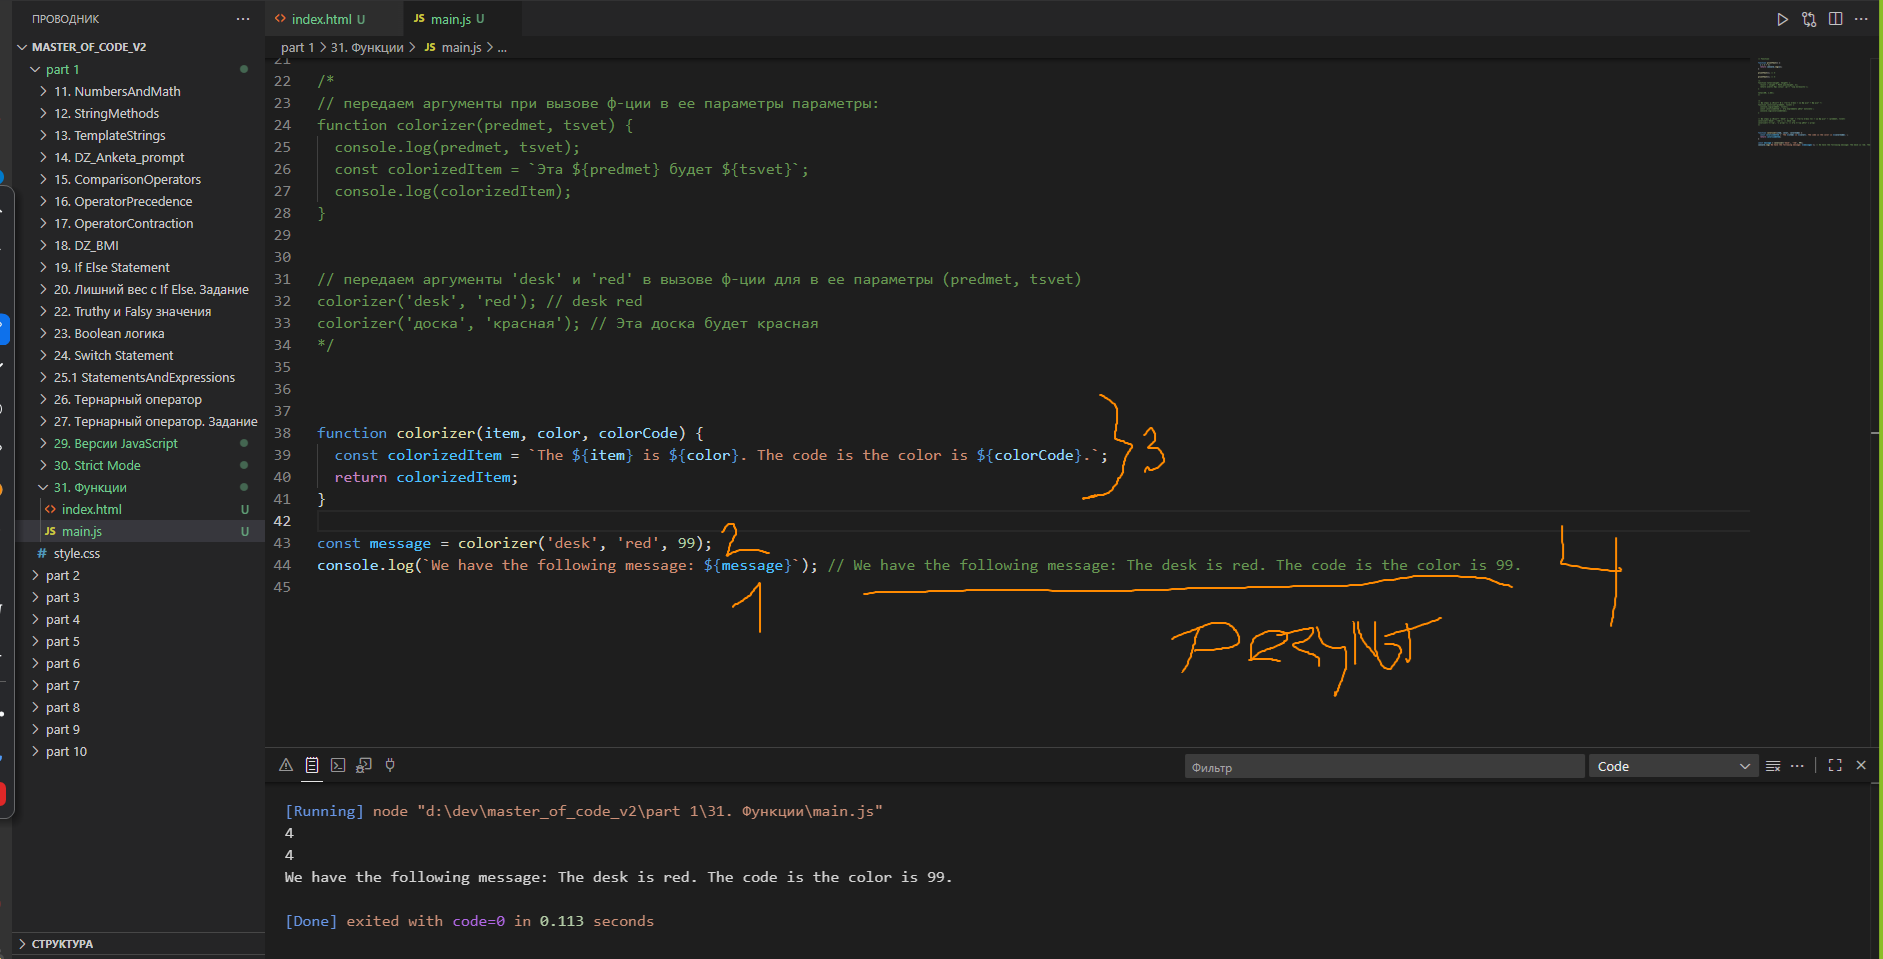 ПРОВОДНИК
index.html U
JS main.js U
MASTER_OF_CODE_V2
part 1 > 31. Функции > JS main.js > ...
part 1
11. NumbersAndMath
12. StringMethods
13. TemplateStrings
14. DZ_Anketa_prompt
15. ComparisonOperators
16. OperatorPrecedence
17. OperatorContraction
18. DZ_BMI
19. If Else Statement
20. Лишний вес с If Else. Задание
22. Truthy и Falsy значения
23. Boolean логика
24. Switch Statement
25.1 StatementsAndExpressions
26. Тернарный оператор
27. Тернарный оператор. Задание
29. Версии JavaScript
30. Strict Mode
31. Функции
index.html U
JS main.js U
# style.css
part 2
part 3
part 4
part 5
part 6
part 7
part 8
part 9
part 10
СТРУКТУРА
21
22 /*
23 // передаем аргументы при вызове ф-ции в ее параметры параметры:
24 function colorizer(predmet, tsvet) {
25 console.log(predmet, tsvet);
26 const colorizedItem = `Эта ${predmet} будет ${tsvet}`;
27 console.log(colorizedItem);
28 }
29
30
31 // передаем аргументы 'desk' и 'red' в вызове ф-ции для в ее параметры (predmet, tsvet)
32 colorizer('desk', 'red'); // desk red
33 colorizer('доска', 'красная'); // Эта доска будет красная
34 */
35
36
37
38 function colorizer(item, color, colorCode) {
39 const colorizedItem = `The ${item} is ${color}. The code is the color is ${colorCode}.`;
40 return colorizedItem;
41 }
42
43 const message = colorizer('desk', 'red', 99);
44 console.log(`We have the following message: ${message}`); // We have the following message: The desk is red. The code is the color is 99.
45
3
2
1
4
РЕЗУЛЬТ
Фильтр
Code
[Running] node "d:\dev\master_of_code_v2\part 1\31. Функции\main.js"
4
4
We have the following message: The desk is red. The code is the color is 99.
[Done] exited with code=0 in 0.113 seconds